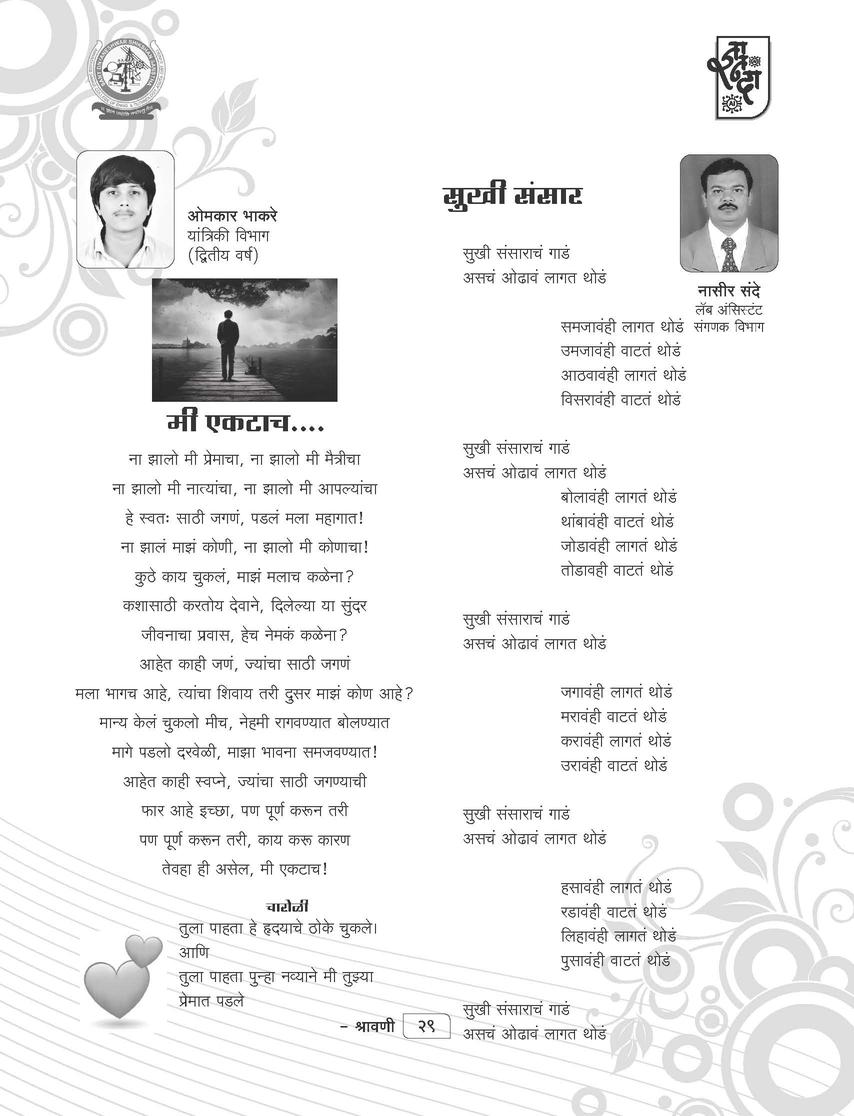 ओमकार भाकरे
यांत्रिकी विभाग
(द्वितीय वर्ष)
मी एकटाच....
ना झालो मी प्रेमाचा, ना झालो मी मैत्रीचा
ना झालो मी नात्यांचा, ना झालो मी आपल्यांचा
हे स्वतः साठी जगणं, पडलं मला महागात!
ना झालं माझं कोणी, ना झालो मी कोणाचा!
कुठे काय चुकलं, माझं मलाच कळेना?
कशासाठी करतोय देवाने, दिलेल्या या सुंदर
जीवनाचा प्रवास, हेच नेमकं कळेना?
आहेत काही जणं, ज्यांचा साठी जगणं
मला भागच आहे, त्यांचा शिवाय तरी दुसर माझं कोण आहे?
मान्य केलं चुकलो मीच, नेहमी रागवण्यात बोलण्यात
मागे पडलो दरवेळी, माझा भावना समजवण्यात!
आहेत काही स्वप्ने, ज्यांचा साठी जगण्याची
फार आहे इच्छा, पण पूर्ण करून तरी
पण पूर्ण करून तरी, काय करू कारण
तेवहा ही असेल, मी एकटाच!
चारोळी
तुला पाहता हे हृदयाचे ठोके चुकले।
आणि
तुला पाहता पुन्हा नव्याने मी तुझ्या
प्रेमात पडले
- श्रावणी
सुखी संसार
नासीर संदे
लॅब अंसिस्टंट
संगणक विभाग
सुखी संसाराचं गाडं
असचं ओढावं लागत थोडं
समजावंही लागत थोडं
उमजावंही वाटतं थोडं
आठवावंही लागतं थोडं
विसरावंही वाटतं थोडं
सुखी संसाराचं गाडं
असचं ओढावं लागत थोडं
बोलावंही लागतं थोडं
थांबावंही वाटतं थोडं
जोडावंही लागतं थोडं
तोडावही वाटतं थोडं
सुखी संसाराचं गाडं
असचं ओढावं लागत थोडं
जगावंही लागतं थोडं
मरावंही वाटतं थोडं
करावंही लागतं थोडं
उरावंही वाटतं थोडं
सुखी संसाराचं गाडं
असचं ओढावं लागत थोडं
हसावंही लागतं थोडं
रडावंही वाटतं थोडं
लिहावंही लागतं थोडं
पुसावंही वाटतं थोडं
सुखी संसाराचं गाडं
असचं ओढावं लागतं थोडं
२९